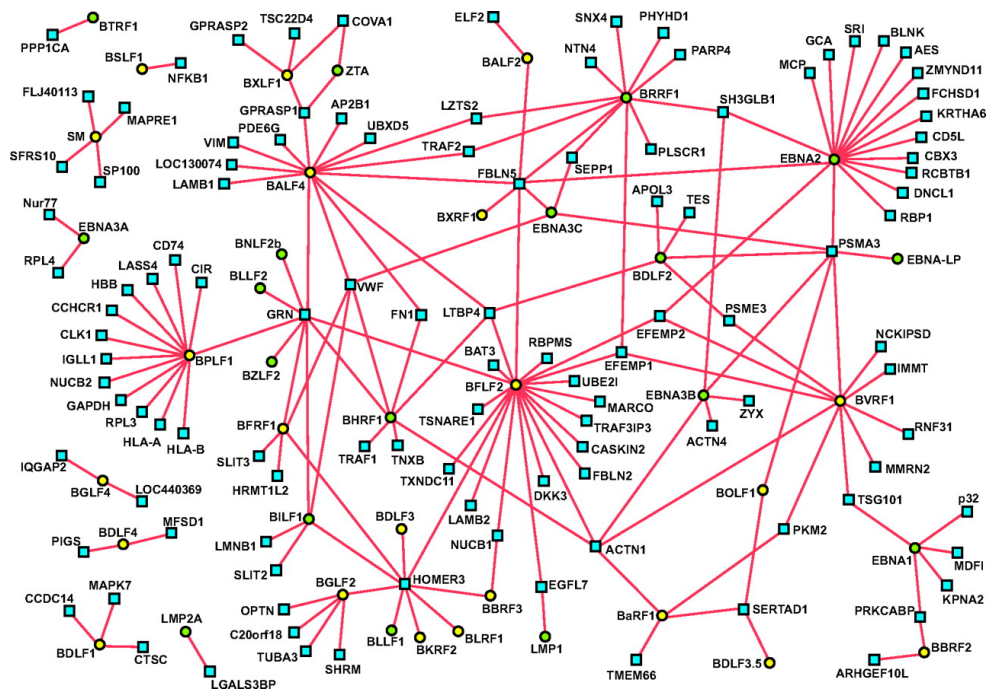 BTRF1
PPP1CA
BSLF1
NFKB1
FLJ40113
SM
MAPRE1
SFRS10
SP100
GPRASP2
TSC22D4
COVA1
BXLF1
ZTA
GPRASP1
AP2B1
PDE6G
UBXD5
VIM
LOC130074
LAMB1
BALF4
ELF2
BALF2
LZTS2
TRAF2
FBLN5
SEPP1
BXRF1
EBNA3C
SNX4
PHYHD1
NTN4
PARP4
BRRF1
SH3GLB1
PLSCR1
GCA
SRI
BLNK
MCP
AES
ZMYND11
FCHSD1
KRTHA6
CD5L
CBX3
RCBTB1
DNCL1
RBP1
EBNA2
APOL3
TES
BDLF2
PSMA3
EBNA-LP
Nur77
EBNA3A
RPL4
CD74
LASS4
CIR
HBB
CCHCR1
CLK1
IGLL1
NUCB2
GAPDH
RPL3
HLA-A
HLA-B
BPLF1
BNLF2b
BLLF2
GRN
VWF
BZLF2
FN1
LTBP4
PSME3
EFEMP2
EFEMP1
BAT3
RBPMS
BFLF2
UBE2I
MARCO
TSNARE1
TRAF3IP3
CASKIN2
FBLN2
TXNDC11
DKK3
LAMB2
NUCB1
EBNA3B
ZYX
ACTN4
NCKIPSD
IMMT
BVRF1
RNF31
MMRN2
BFRF1
BHRF1
SLIT3
HRMT1L2
TRAF1
TNXB
IQGAP2
BGLF4
LOC440369
BDLF4
MFSD1
PIGS
BILF1
BDLF3
LMNB1
SLIT2
BGLF2
HOMER3
OPTN
C20orf18
TUBA3
SHRM
BLLF1
BKRF2
BLRF1
BBRF3
EGFL7
LMP1
ACTN1
BOLF1
PKM2
TSG101
p32
EBNA1
MDFI
KPNA2
PRKCABP
BBRF2
ARHGEF10L
BaRF1
SERTAD1
TMEM66
BDLF3.5
MAPK7
CCDC14
BDLF1
CTSC
LMP2A
LGALS3BP